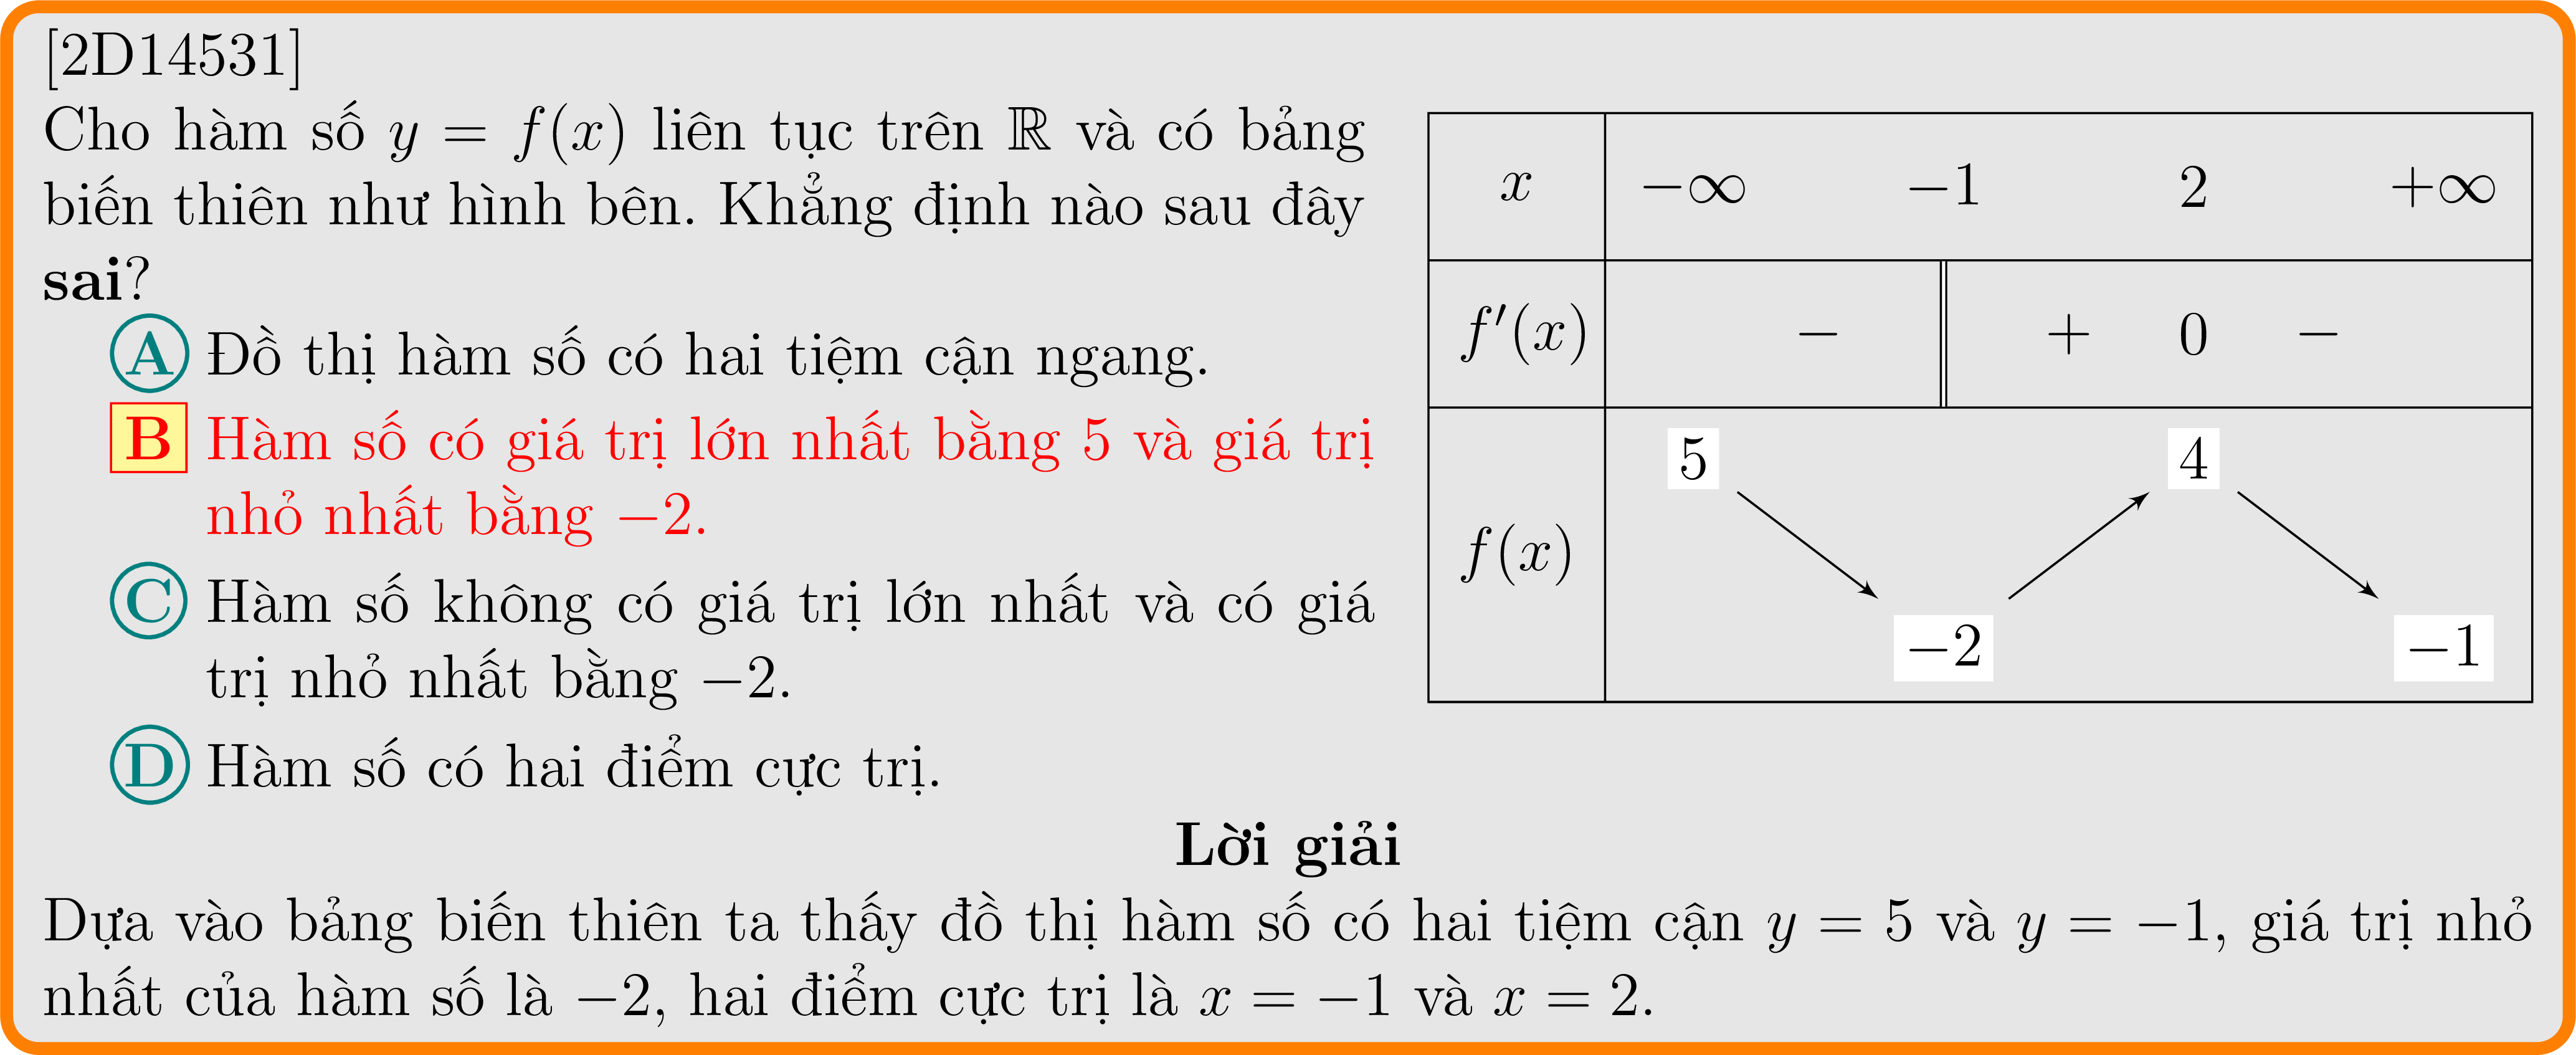 [2D14531]
Cho hàm số y = f(x) liên tục trên ℝ và có bảng
biến thiên như hình bên. Khẳng định nào sau đây
sai?
A Đồ thị hàm số có hai tiệm cận ngang.
B Hàm số có giá trị lớn nhất bằng 5 và giá trị
nhỏ nhất bằng −2.
C Hàm số không có giá trị lớn nhất và có giá
trị nhỏ nhất bằng −2.
D Hàm số có hai điểm cực trị.
x −∞ −1 2 +∞
f′(x) − + 0 −
5 4
f(x)
−2 −1
Lời giải
Dựa vào bảng biến thiên ta thấy đồ thị hàm số có hai tiệm cận y = 5 và y = −1, giá trị nhỏ
nhất của hàm số là −2, hai điểm cực trị là x = −1 và x = 2.